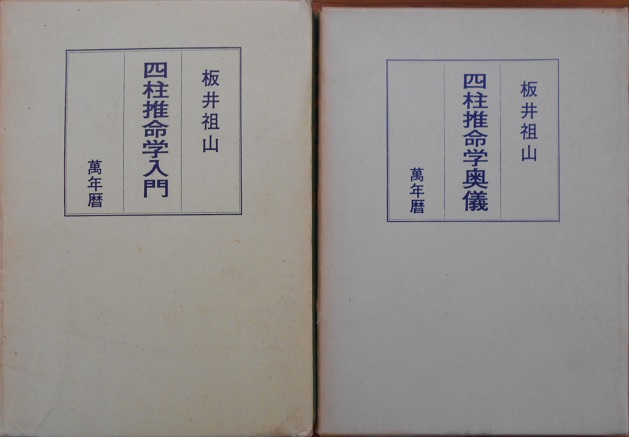 板井祖山
四柱推命学入門
萬年暦
板井祖山
四柱推命学奥儀
萬年暦